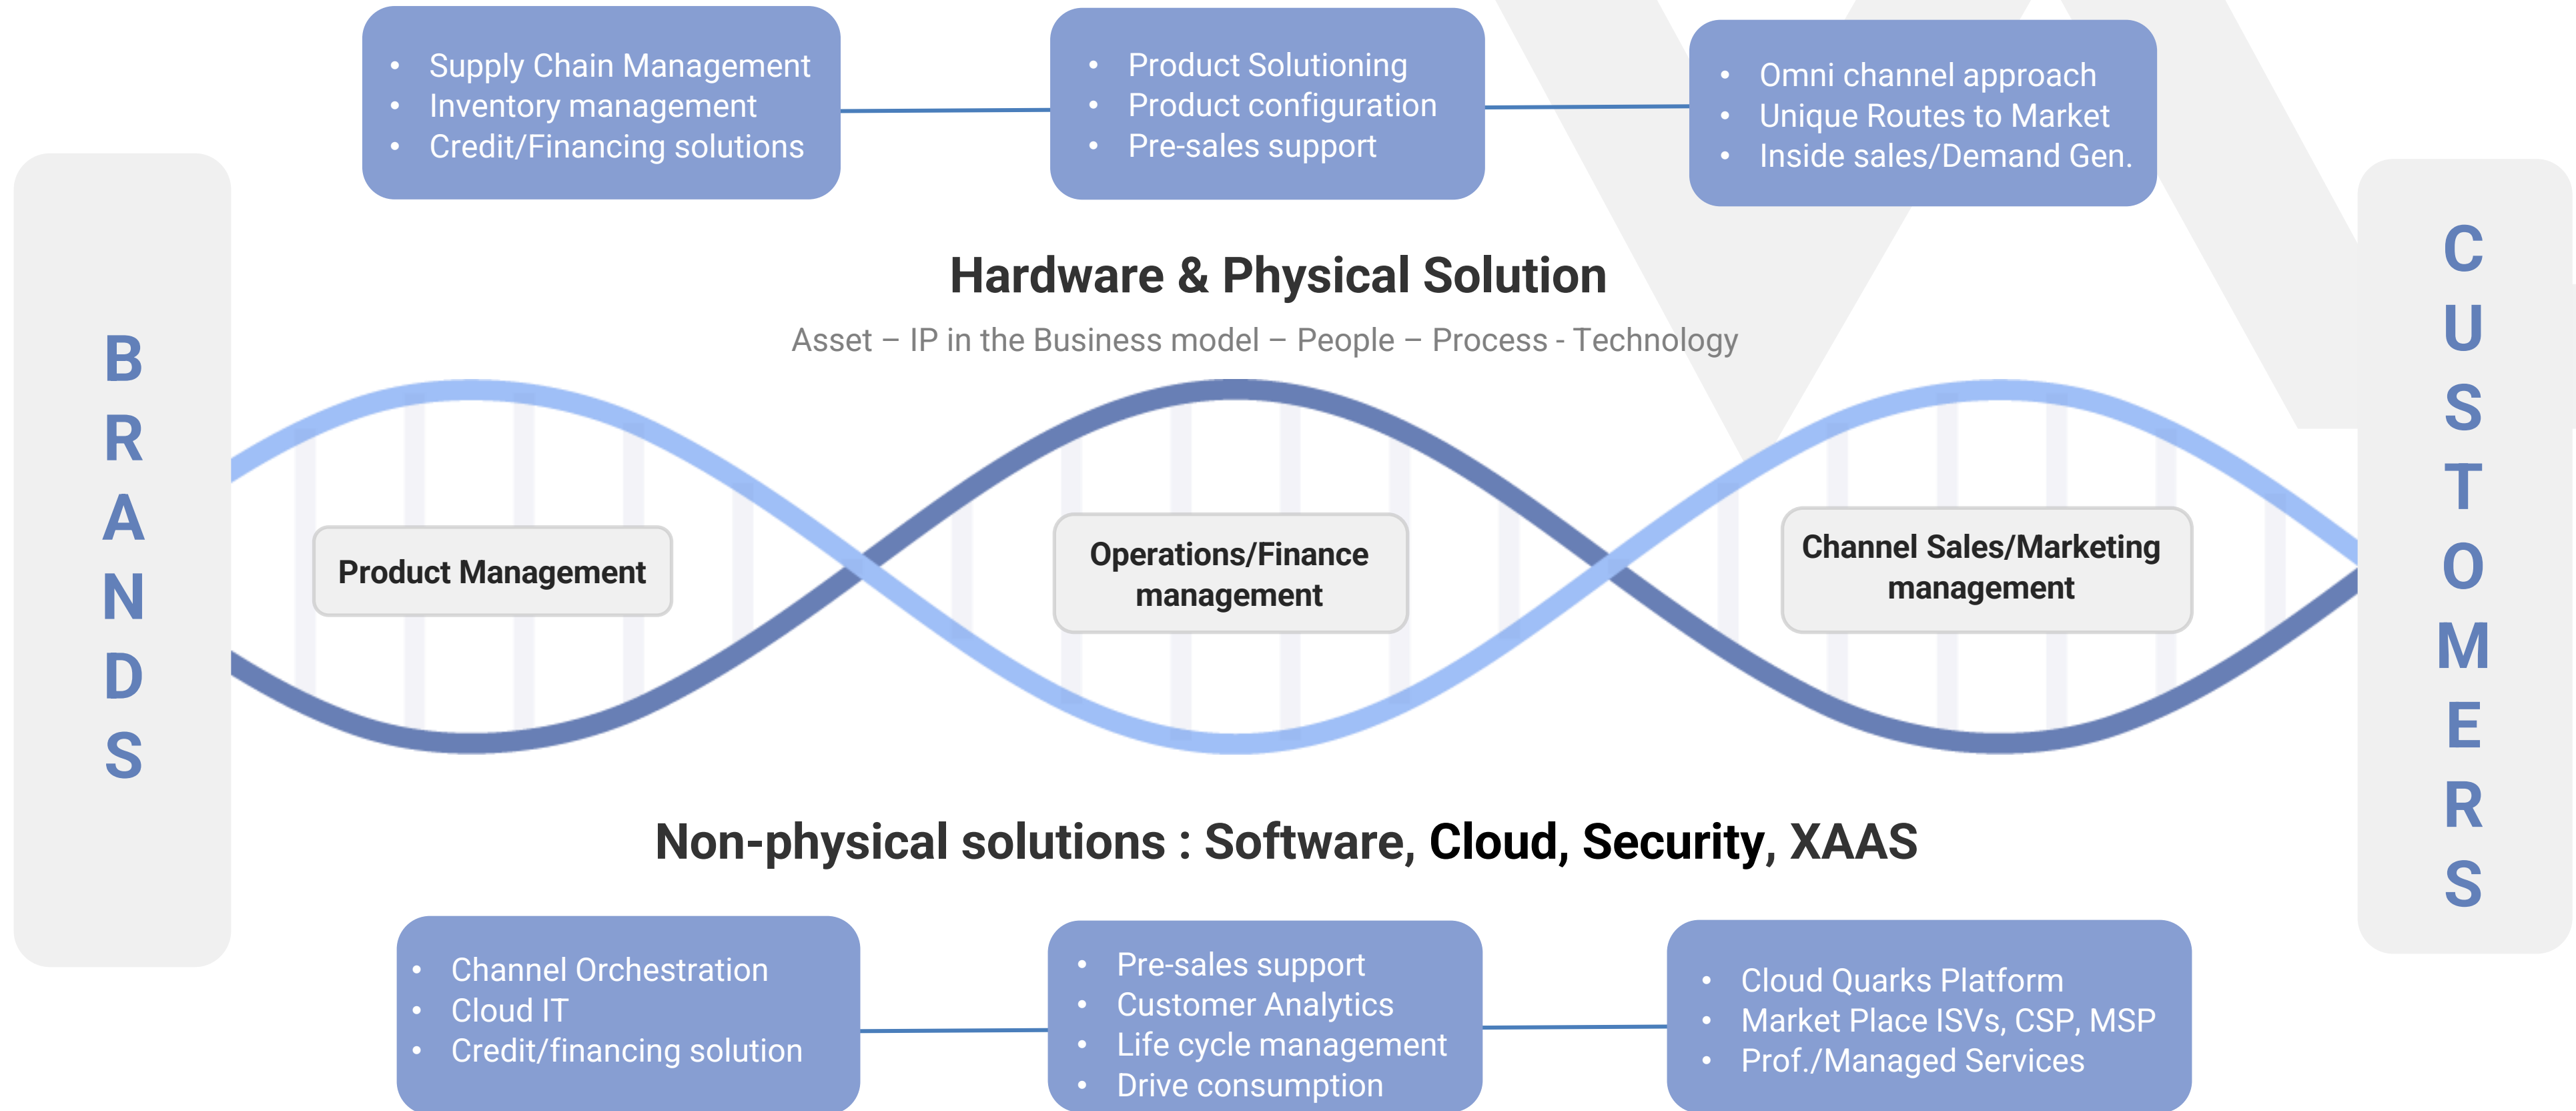 • Supply Chain Management
• Inventory management
• Credit/Financing solutions
• Product Solutioning
• Product configuration
• Pre-sales support
• Omni channel approach
• Unique Routes to Market
• Inside sales/Demand Gen.
BRANDS
Hardware & Physical Solution
Asset – IP in the Business model – People – Process - Technology
Product Management
Operations/Finance
management
Channel Sales/Marketing
management
CUSTOMERS
Non-physical solutions : Software, Cloud, Security, XAAS
• Channel Orchestration
• Cloud IT
• Credit/financing solution
• Pre-sales support
• Customer Analytics
• Life cycle management
• Drive consumption
• Cloud Quarks Platform
• Market Place ISVs, CSP, MSP
• Prof./Managed Services